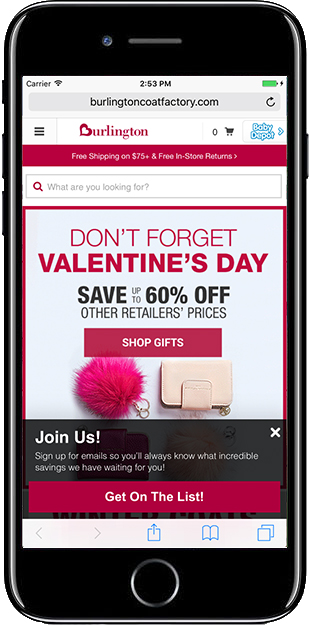 Carrier 2:53 PM
burlingtoncoatfactory.com
Burlington 0 Baby Depot
Free Shipping on $75+ & Free In-Store Returns >
What are you looking for?
DON'T FORGET
VALENTINE'S DAY
SAVE UP TO 60% OFF
OTHER RETAILERS' PRICES
SHOP GIFTS
Join Us!
Sign up for emails so you'll always know what incredible
savings we have waiting for you!
Get On The List!
WINTER COATS